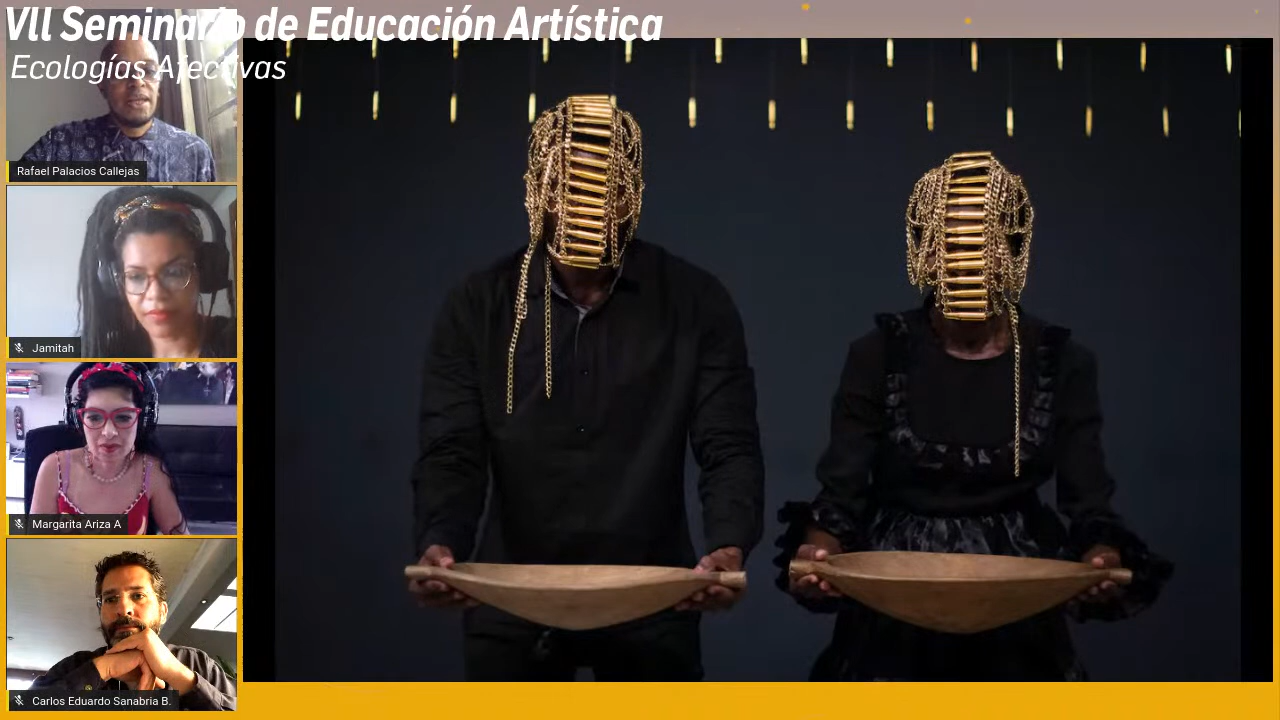 VII Seminario de Educación Artística
Ecologías Afectivas
Rafael Palacios Callejas
Jamitah
Margarita Ariza A
Carlos Eduardo Sanabria B.